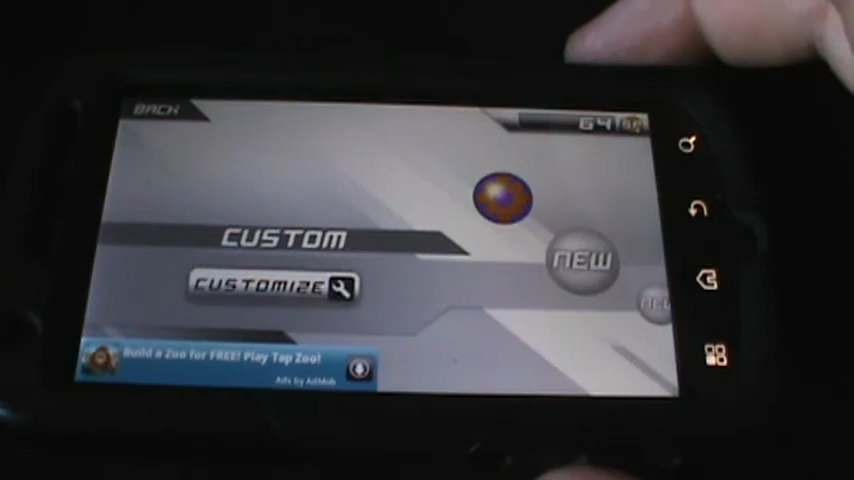 BACK
64
CUSTOM
NEW
CUSTOMIZE
Build a Zoo for FREE! Play Tap Zoo!
Ads by AdMob